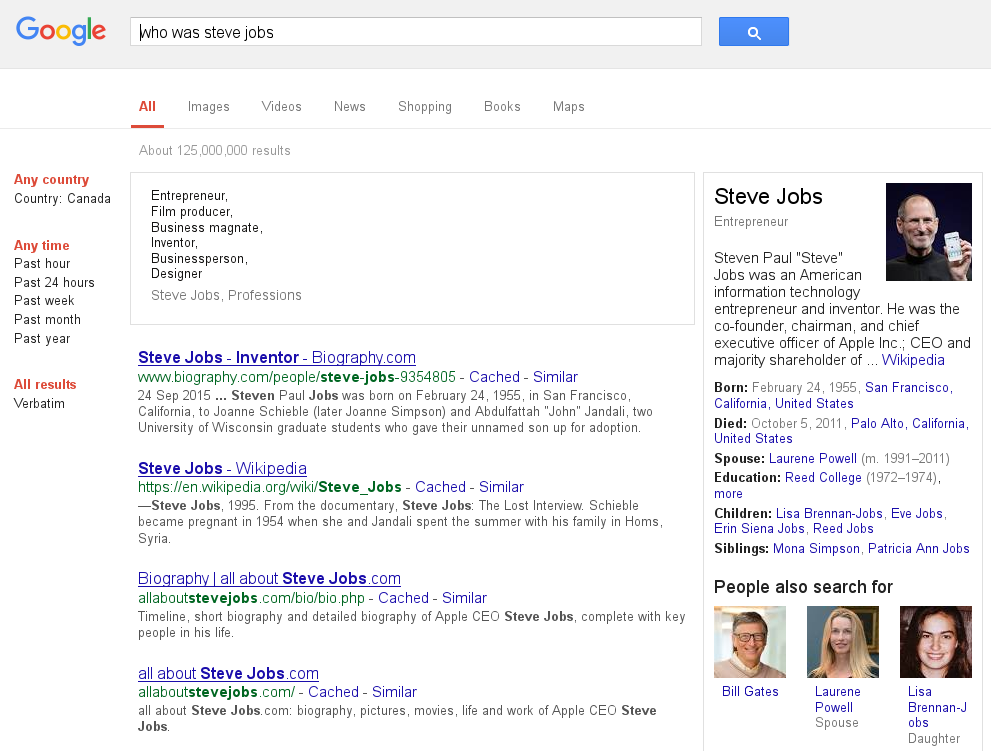 Google
who was steve jobs
All Images Videos News Shopping Books Maps
About 125,000,000 results
Any country
Country: Canada
Any time
Past hour
Past 24 hours
Past week
Past month
Past year
All results
Verbatim
Entrepreneur,
Film producer,
Business magnate,
Inventor,
Businessperson,
Designer
Steve Jobs, Professions
Steve Jobs - Inventor - Biography.com
www.biography.com/people/steve-jobs-9354805 - Cached - Similar
24 Sep 2015 ... Steven Paul Jobs was born on February 24, 1955, in San Francisco,
California, to Joanne Schieble (later Joanne Simpson) and Abdulfattah "John" Jandali, two
University of Wisconsin graduate students who gave their unnamed son up for adoption.
Steve Jobs - Wikipedia
https://en.wikipedia.org/wiki/Steve_Jobs - Cached - Similar
—Steve Jobs, 1995. From the documentary, Steve Jobs: The Lost Interview. Schieble
became pregnant in 1954 when she and Jandali spent the summer with his family in Homs,
Syria.
Biography | all about Steve Jobs.com
allaboutstevejobs.com/bio/bio.php - Cached - Similar
Timeline, short biography and detailed biography of Apple CEO Steve Jobs, complete with key
people in his life.
all about Steve Jobs.com
allaboutstevejobs.com/ - Cached - Similar
all about Steve Jobs.com: biography, pictures, movies, life and work of Apple CEO Steve
Jobs.
Steve Jobs
Entrepreneur
Steven Paul "Steve"
Jobs was an American
information technology
entrepreneur and inventor. He was the
co-founder, chairman, and chief
executive officer of Apple Inc.; CEO and
majority shareholder of ... Wikipedia
Born: February 24, 1955, San Francisco,
California, United States
Died: October 5, 2011, Palo Alto, California,
United States
Spouse: Laurene Powell (m. 1991–2011)
Education: Reed College (1972–1974),
more
Children: Lisa Brennan-Jobs, Eve Jobs,
Erin Siena Jobs, Reed Jobs
Siblings: Mona Simpson, Patricia Ann Jobs
People also search for
Bill Gates
Laurene
Powell
Spouse
Lisa
Brennan-J
obs
Daughter